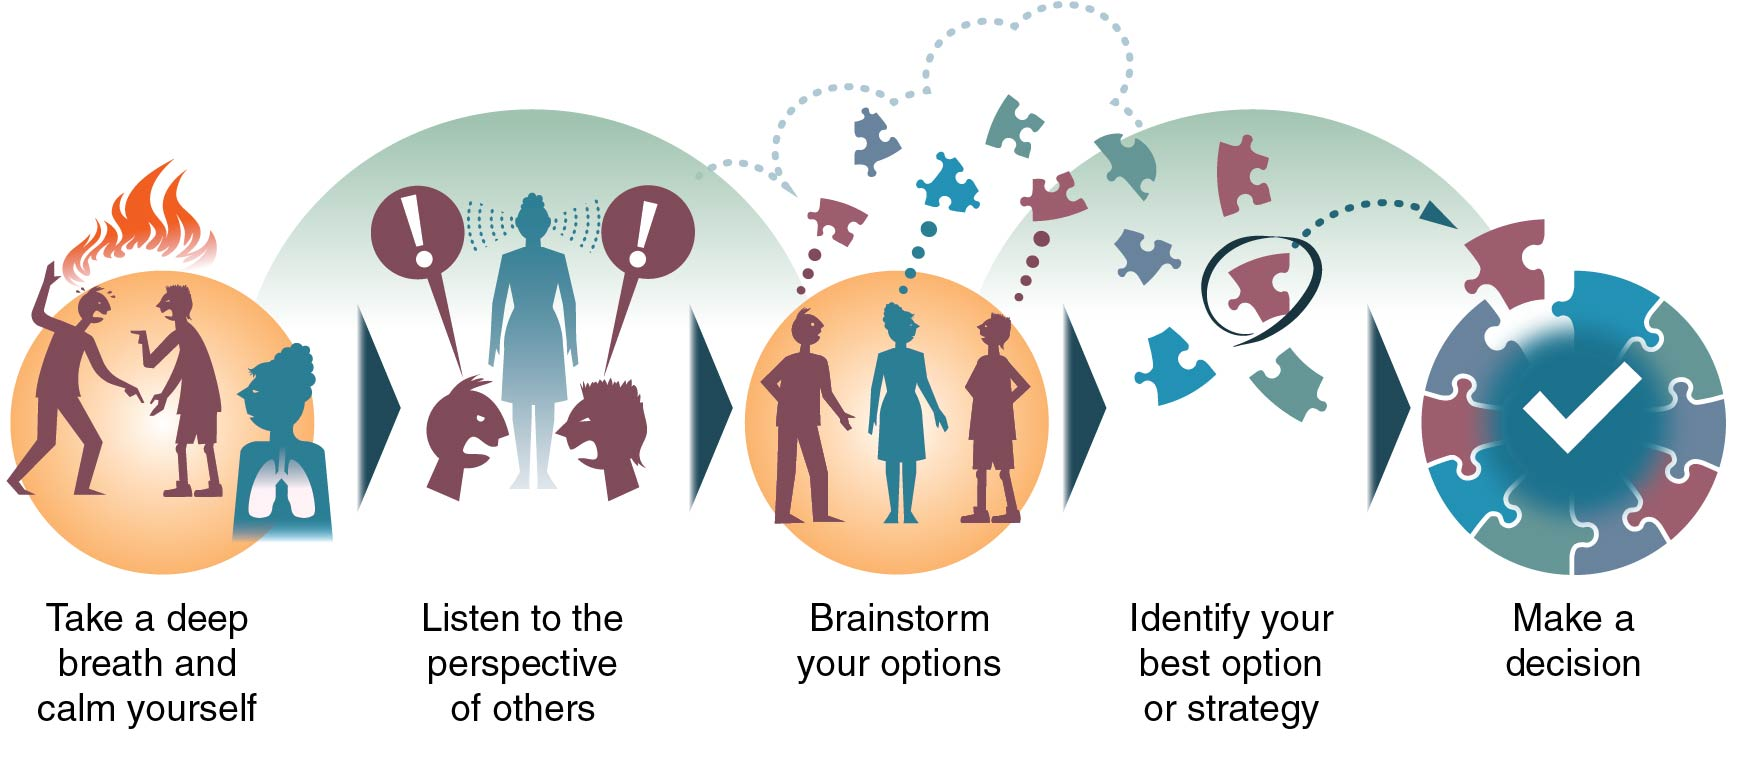 Take a deep
breath and
calm yourself
Listen to the
perspective
of others
Brainstorm
your options
Identify your
best option
or strategy
Make a
decision